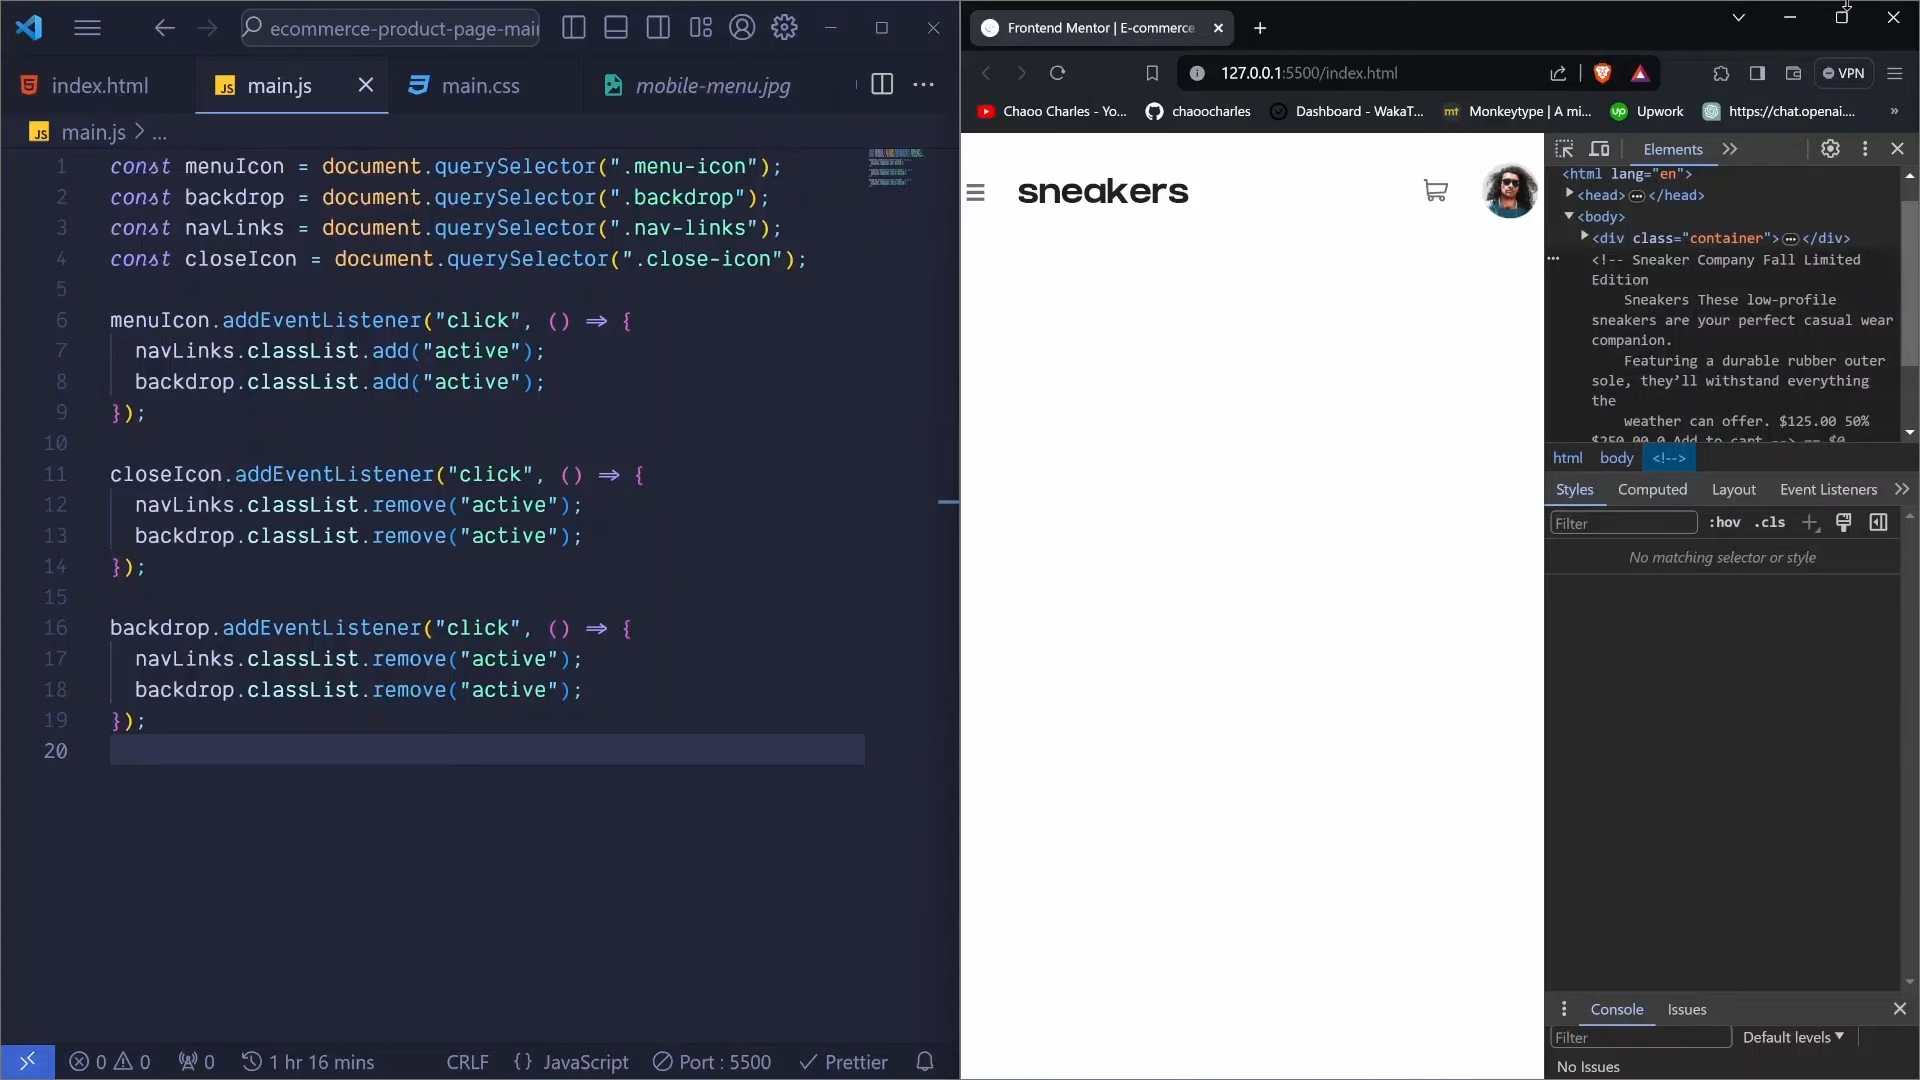 ecommerce-product-page-mai
index.html
main.js
main.css
mobile-menu.jpg
main.js > ...
1 const menuIcon = document.querySelector(".menu-icon");
2 const backdrop = document.querySelector(".backdrop");
3 const navLinks = document.querySelector(".nav-links");
4 const closeIcon = document.querySelector(".close-icon");
5
6 menuIcon.addEventListener("click", () => {
7 navLinks.classList.add("active");
8 backdrop.classList.add("active");
9 });
10
11 closeIcon.addEventListener("click", () => {
12 navLinks.classList.remove("active");
13 backdrop.classList.remove("active");
14 });
15
16 backdrop.addEventListener("click", () => {
17 navLinks.classList.remove("active");
18 backdrop.classList.remove("active");
19 });
20
0 0 0 1 hr 16 mins CRLF {} JavaScript Port : 5500 Prettier
Frontend Mentor | E-commerce
127.0.0.1:5500/index.html
VPN
Chaoo Charles - Yo... chaoocharles Dashboard - WakaT... mt Monkeytype | A mi... up Upwork https://chat.openai.... »
sneakers
Elements
<html lang="en">
<head>…</head>
<body>
<div class="container">…</div>
<!-- Sneaker Company Fall Limited
Edition
Sneakers These low-profile
sneakers are your perfect casual wear
companion.
Featuring a durable rubber outer
sole, they’ll withstand everything
the
weather can offer. $125.00 50%
$250.00 0 Add to cart --> == $0
html body <!-->
Styles Computed Layout Event Listeners
Filter :hov .cls
No matching selector or style
Console Issues
Filter Default levels
No Issues